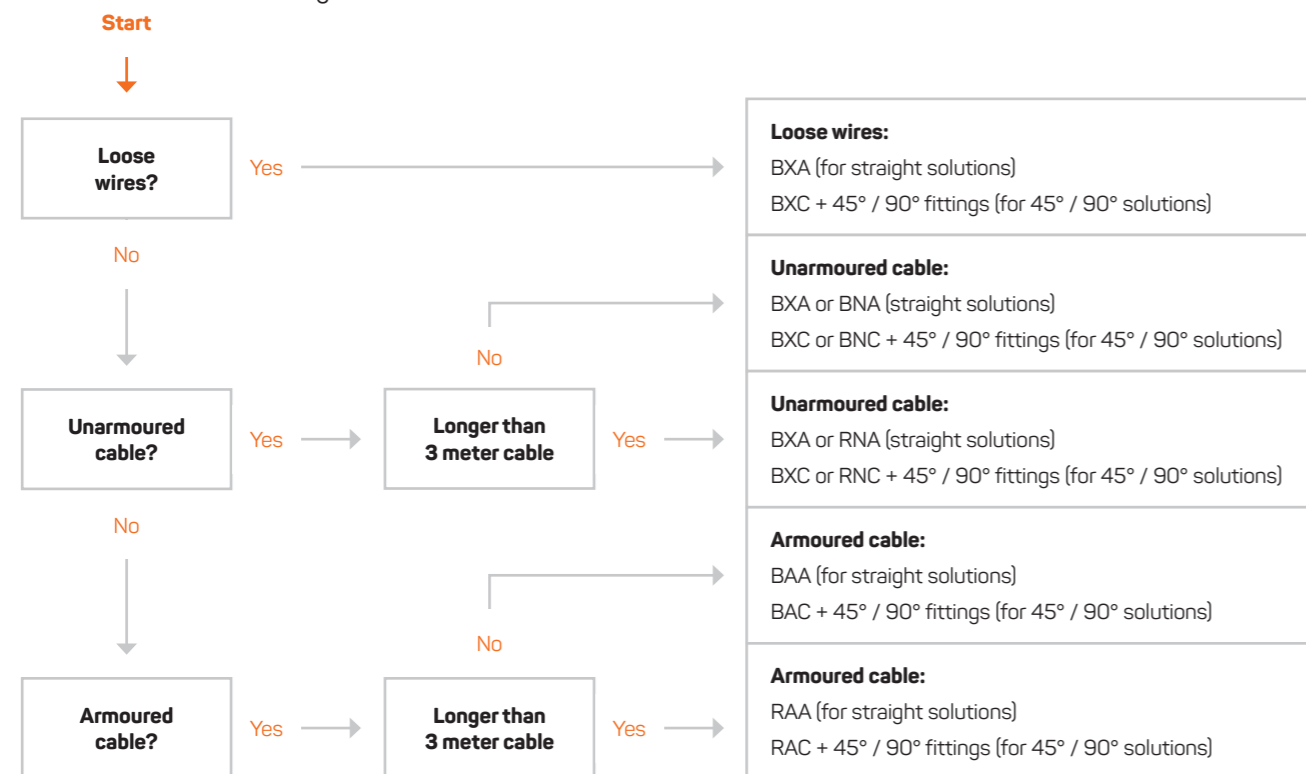 Start
Loose
wires?
Yes
Loose wires:
BXA (for straight solutions)
BXC + 45° / 90° fittings (for 45° / 90° solutions)
No
Unarmoured cable:
BXA or BNA (straight solutions)
BXC or BNC + 45° / 90° fittings (for 45° / 90° solutions)
No
Unarmoured
cable?
Yes
Longer than
3 meter cable
Yes
Unarmoured cable:
BXA or RNA (straight solutions)
BXC or RNC + 45° / 90° fittings (for 45° / 90° solutions)
No
Armoured cable:
BAA (for straight solutions)
BAC + 45° / 90° fittings (for 45° / 90° solutions)
No
Armoured
cable?
Yes
Longer than
3 meter cable
Yes
Armoured cable:
RAA (for straight solutions)
RAC + 45° / 90° fittings (for 45° / 90° solutions)